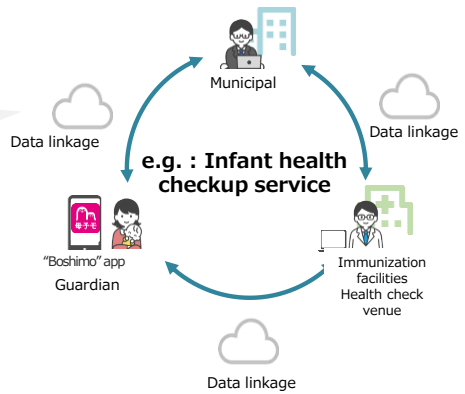 Municipal
Data linkage
Data linkage
e.g. : Infant health
checkup service
母子モ
“Boshimo” app
Guardian
Immunization
facilities
Health check
venue
Data linkage